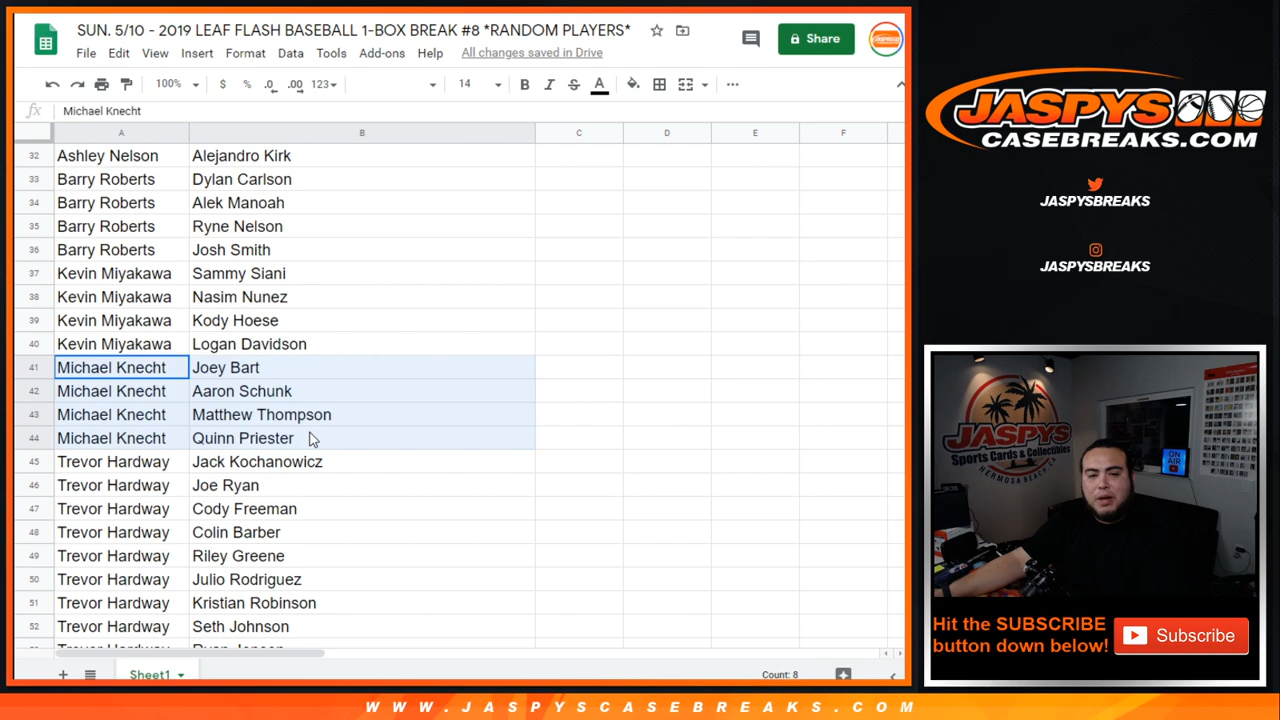 SUN. 5/10 - 2019 LEAF FLASH BASEBALL 1-BOX BREAK #8 *RANDOM PLAYERS*
File Edit View Insert Format Data Tools Add-ons Help All changes saved in Drive
Share
100% $ % .0 .00 123 14 B I S A
fx Michael Knecht
A B C D E F
32 Ashley Nelson Alejandro Kirk
33 Barry Roberts Dylan Carlson
34 Barry Roberts Alek Manoah
35 Barry Roberts Ryne Nelson
36 Barry Roberts Josh Smith
37 Kevin Miyakawa Sammy Siani
38 Kevin Miyakawa Nasim Nunez
39 Kevin Miyakawa Kody Hoese
40 Kevin Miyakawa Logan Davidson
41 Michael Knecht Joey Bart
42 Michael Knecht Aaron Schunk
43 Michael Knecht Matthew Thompson
44 Michael Knecht Quinn Priester
45 Trevor Hardway Jack Kochanowicz
46 Trevor Hardway Joe Ryan
47 Trevor Hardway Cody Freeman
48 Trevor Hardway Colin Barber
49 Trevor Hardway Riley Greene
50 Trevor Hardway Julio Rodriguez
51 Trevor Hardway Kristian Robinson
52 Trevor Hardway Seth Johnson
Sheet1
Count: 8
JASPYS
CASEBREAKS.COM
JASPYSBREAKS
JASPYSBREAKS
JASPYS
Sports Cards & Collectibles
HERMOSA BEACH, CA
ON
AIR
Hit the SUBSCRIBE
button down below!
Subscribe
WWW.JASPYSCASEBREAKS.COM